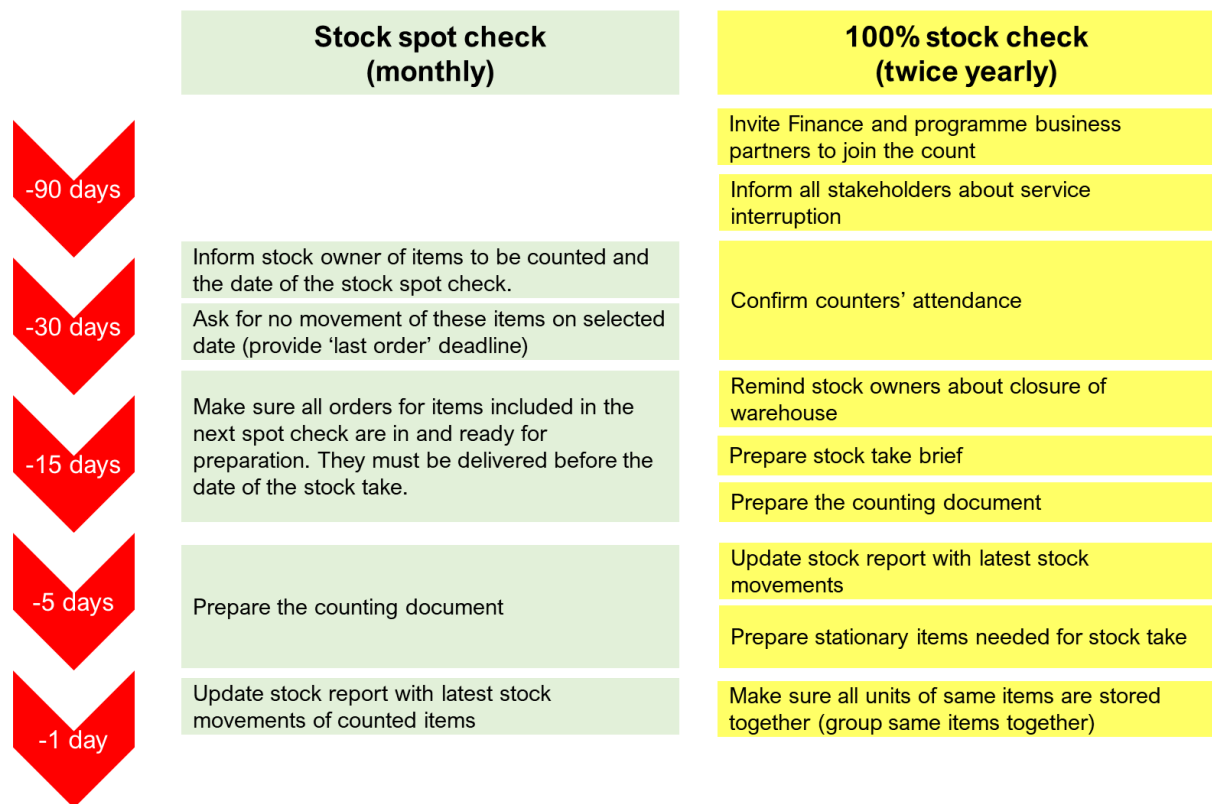 Stock spot check
(monthly)
100% stock check
(twice yearly)
-90 days
Invite Finance and programme business
partners to join the count
Inform all stakeholders about service
interruption
-30 days
Inform stock owner of items to be counted and
the date of the stock spot check.
Ask for no movement of these items on selected
date (provide ‘last order’ deadline)
Confirm counters’ attendance
-15 days
Make sure all orders for items included in the
next spot check are in and ready for
preparation. They must be delivered before the
date of the stock take.
Remind stock owners about closure of
warehouse
Prepare stock take brief
Prepare the counting document
-5 days
Prepare the counting document
Update stock report with latest stock
movements
Prepare stationary items needed for stock take
-1 day
Update stock report with latest stock
movements of counted items
Make sure all units of same items are stored
together (group same items together)